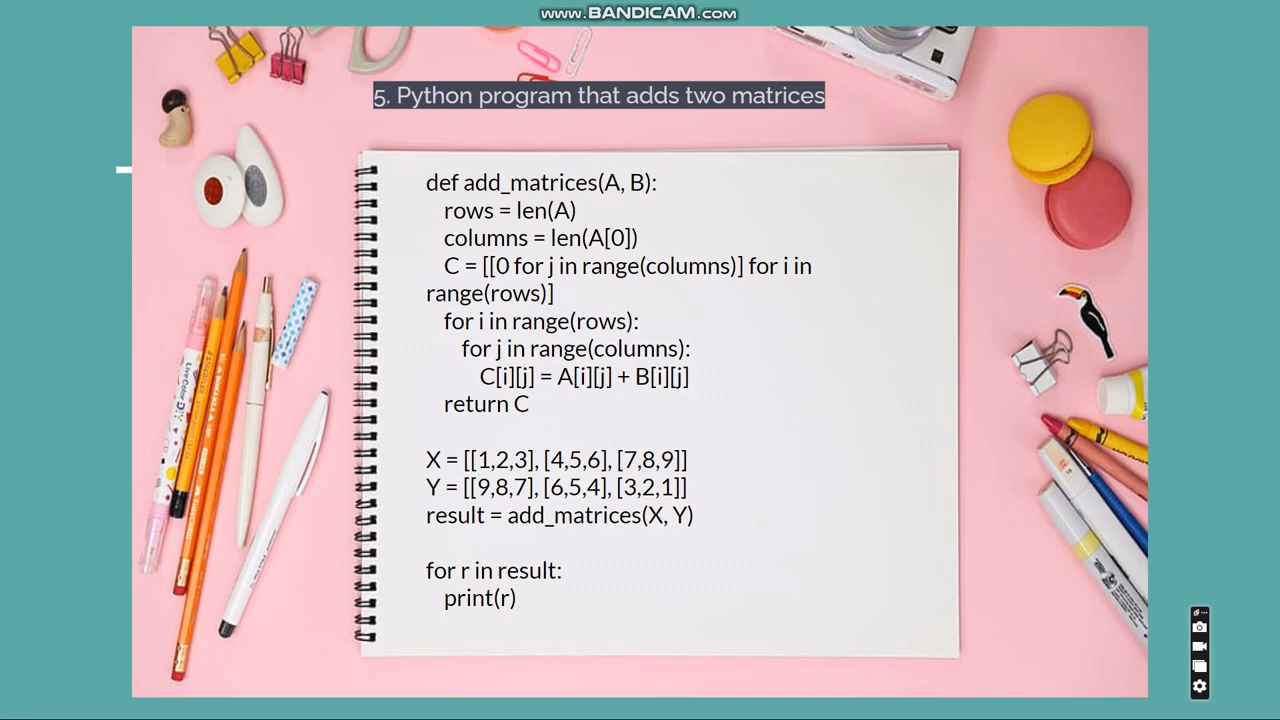 www.BANDICAM.com
5. Python program that adds two matrices
def add_matrices(A, B):
rows = len(A)
columns = len(A[0])
C = [[0 for j in range(columns)] for i in
range(rows)]
for i in range(rows):
for j in range(columns):
C[i][j] = A[i][j] + B[i][j]
return C
X = [[1,2,3], [4,5,6], [7,8,9]]
Y = [[9,8,7], [6,5,4], [3,2,1]]
result = add_matrices(X, Y)
for r in result:
print(r)